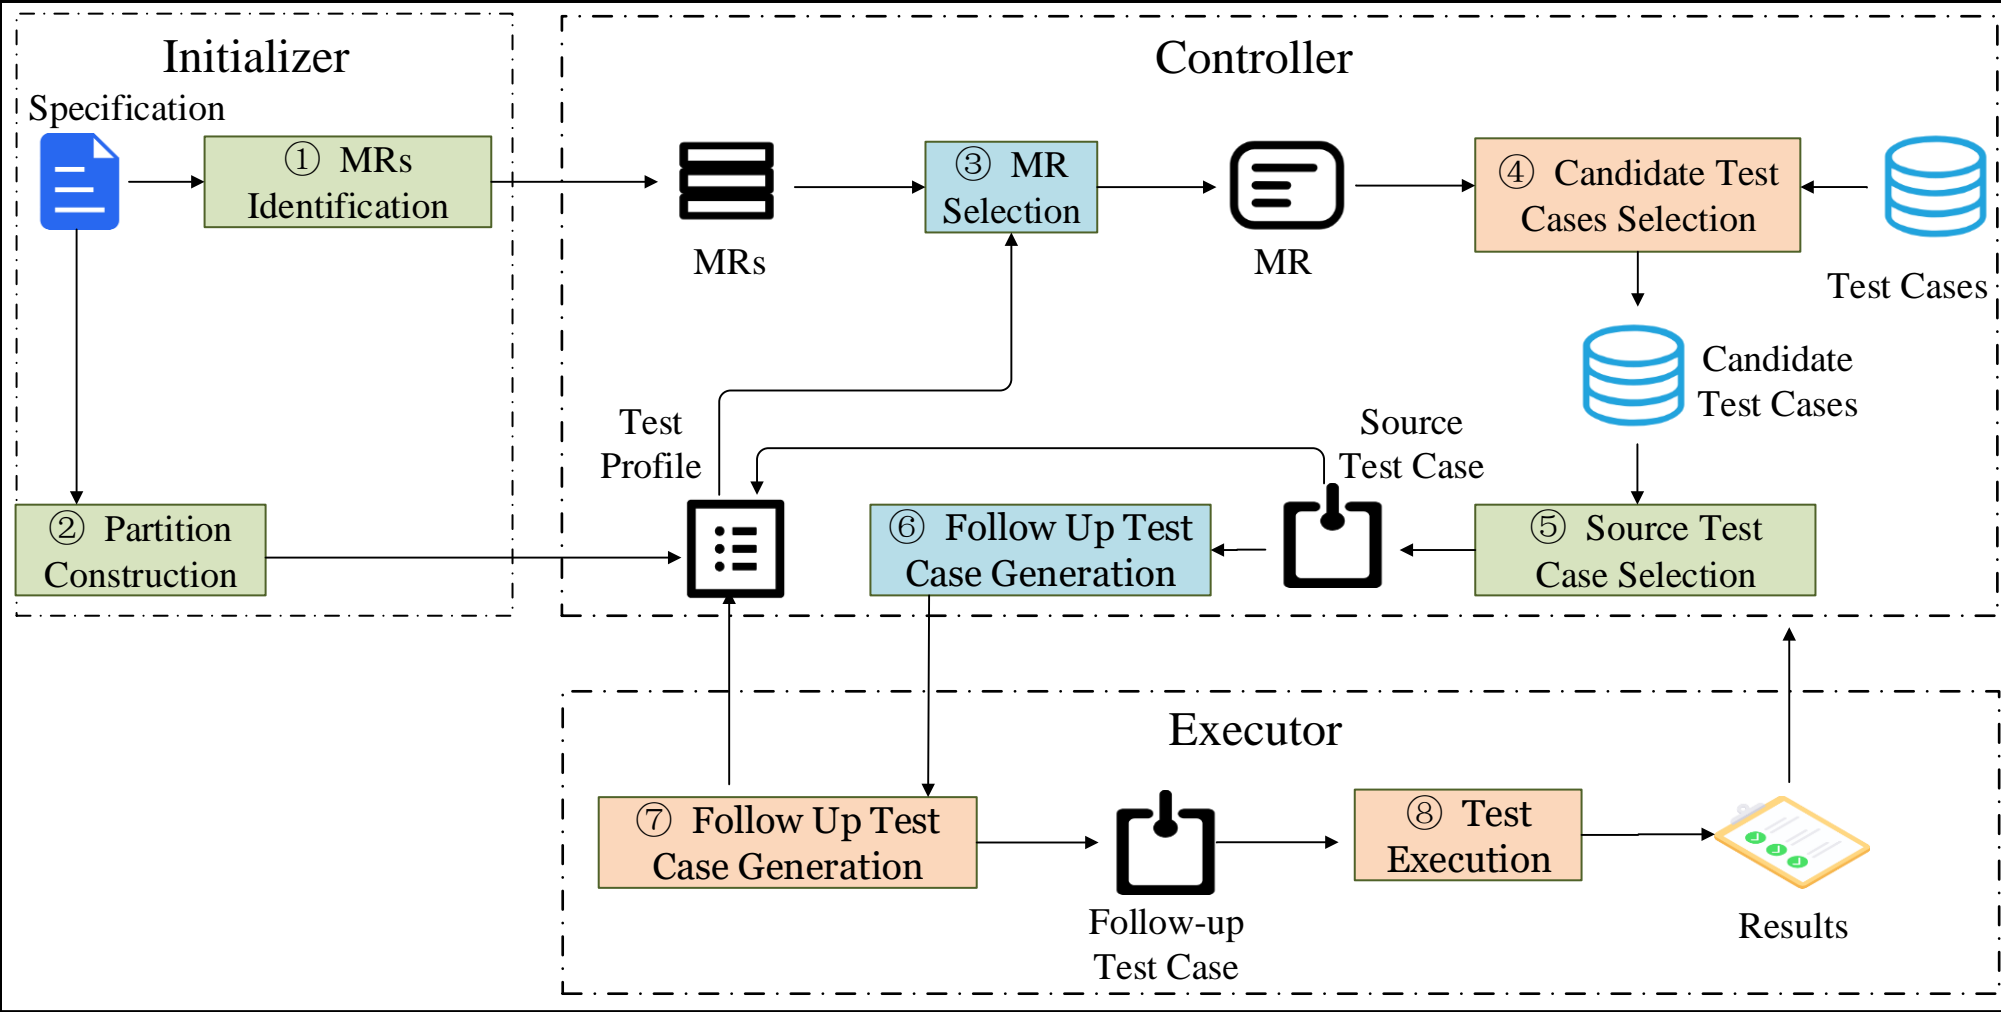 Initializer
Specification
① MRs
Identification
② Partition
Construction
Controller
MRs
③ MR
Selection
MR
④ Candidate Test
Cases Selection
Test Cases
Candidate
Test Cases
Test
Profile
Source
Test Case
⑥ Follow Up Test
Case Generation
⑤ Source Test
Case Selection
Executor
⑦ Follow Up Test
Case Generation
Follow-up
Test Case
⑧ Test
Execution
Results